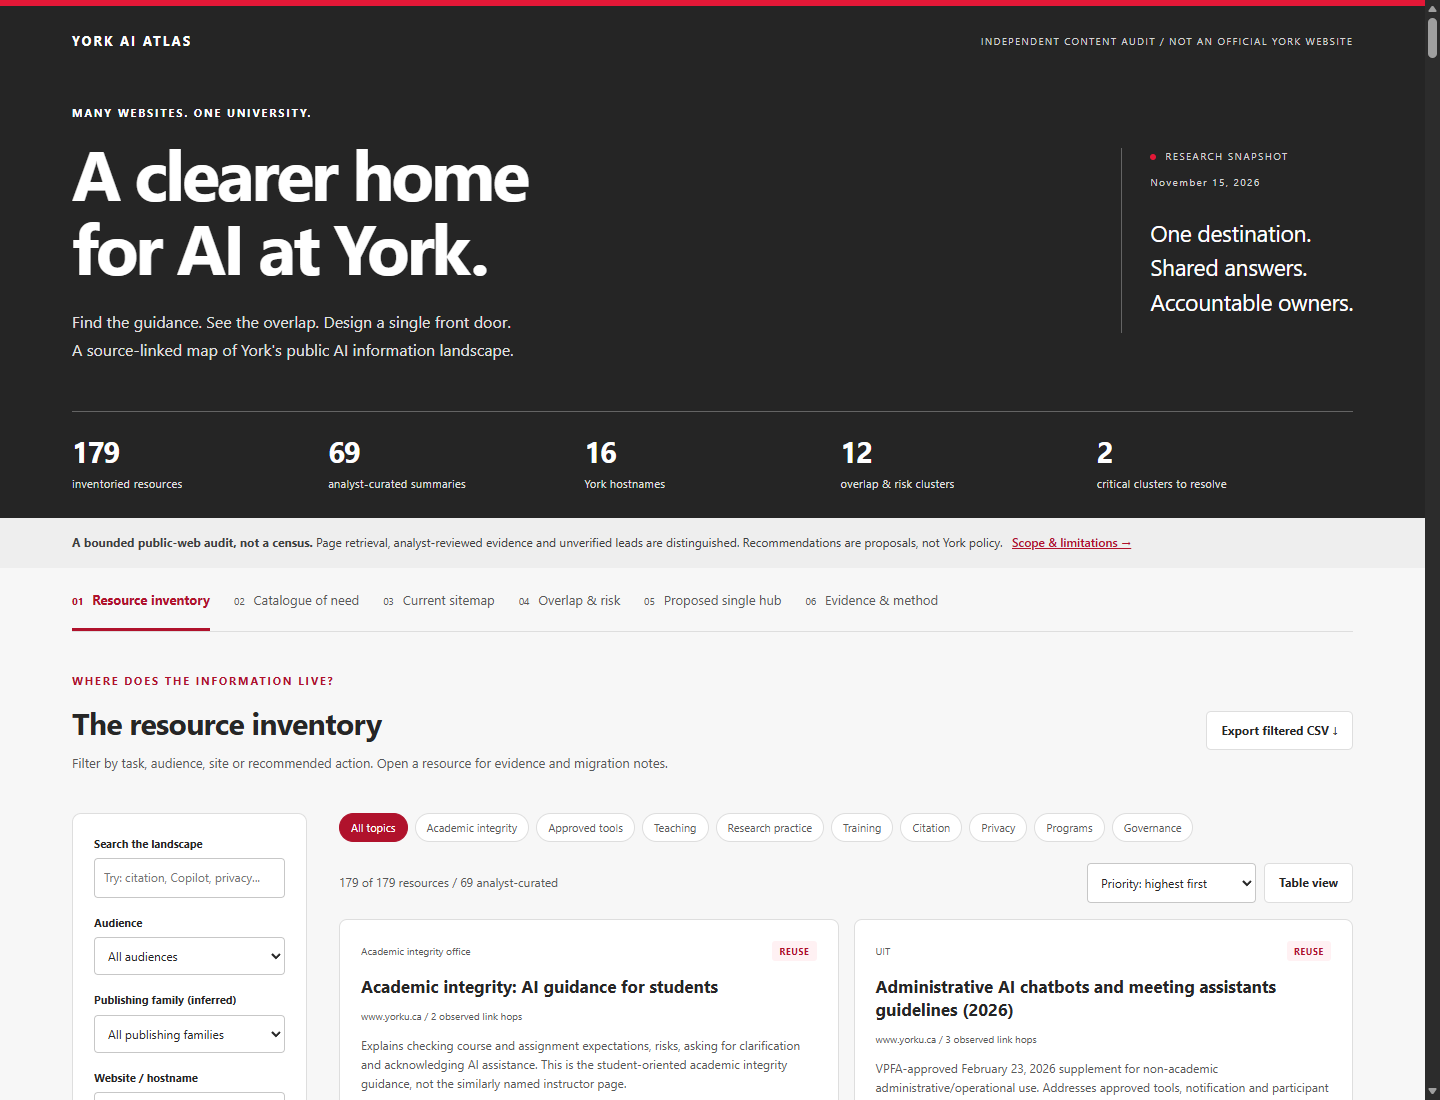 YORK AI ATLAS
INDEPENDENT CONTENT AUDIT / NOT AN OFFICIAL YORK WEBSITE
MANY WEBSITES. ONE UNIVERSITY.
A clearer home
for AI at York.
Find the guidance. See the overlap. Design a single front door.
A source-linked map of York's public AI information landscape.
RESEARCH SNAPSHOT
November 15, 2026
One destination.
Shared answers.
Accountable owners.
179
inventoried resources
69
analyst-curated summaries
16
York hostnames
12
overlap & risk clusters
2
critical clusters to resolve
A bounded public-web audit, not a census. Page retrieval, analyst-reviewed evidence and unverified leads are distinguished. Recommendations are proposals, not York policy. Scope & limitations →
01 Resource inventory
02 Catalogue of need
03 Current sitemap
04 Overlap & risk
05 Proposed single hub
06 Evidence & method
WHERE DOES THE INFORMATION LIVE?
The resource inventory
Filter by task, audience, site or recommended action. Open a resource for evidence and migration notes.
Export filtered CSV ↓
Search the landscape
Try: citation, Copilot, privacy...
Audience
All audiences
Publishing family (inferred)
All publishing families
Website / hostname
All topics
Academic integrity
Approved tools
Teaching
Research practice
Training
Citation
Privacy
Programs
Governance
179 of 179 resources / 69 analyst-curated
Priority: highest first
Table view
Academic integrity office
REUSE
Academic integrity: AI guidance for students
www.yorku.ca / 2 observed link hops
Explains checking course and assignment expectations, risks, asking for clarification
and acknowledging AI assistance. This is the student-oriented academic integrity
guidance, not the similarly named instructor page.
UIT
REUSE
Administrative AI chatbots and meeting assistants
guidelines (2026)
www.yorku.ca / 3 observed link hops
VPFA-approved February 23, 2026 supplement for non-academic
administrative/operational use. Addresses approved tools, notification and participant